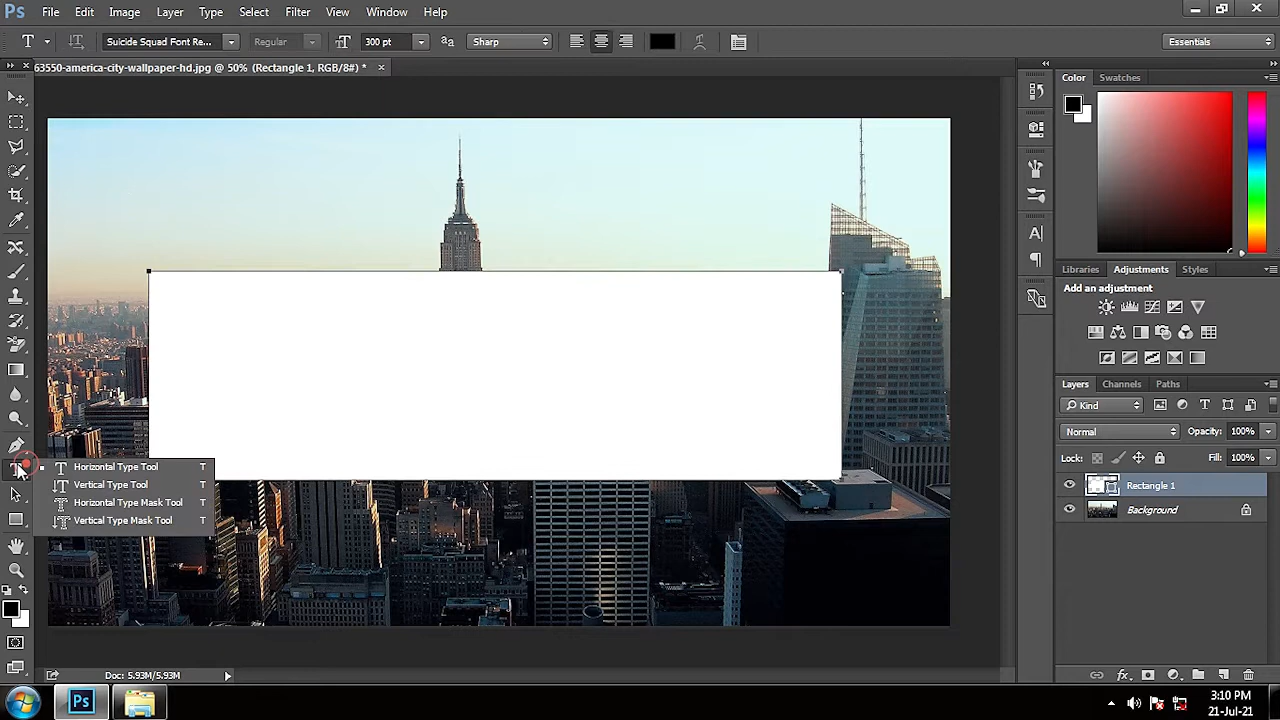 Ps File Edit Image Layer Type Select Filter View Window Help
T Suicide Squad Font Re... Regular 300 pt aa Sharp Essentials
63550-america-city-wallpaper-hd.jpg @ 50% (Rectangle 1, RGB/8#) *
Color Swatches
Libraries Adjustments Styles
Add an adjustment
Layers Channels Paths
Kind
Normal Opacity: 100%
Lock: Fill: 100%
Rectangle 1
Background
Horizontal Type Tool T
Vertical Type Tool T
Horizontal Type Mask Tool T
Vertical Type Mask Tool T
Doc: 5.93M/5.93M
Ps
3:10 PM
21-Jul-21